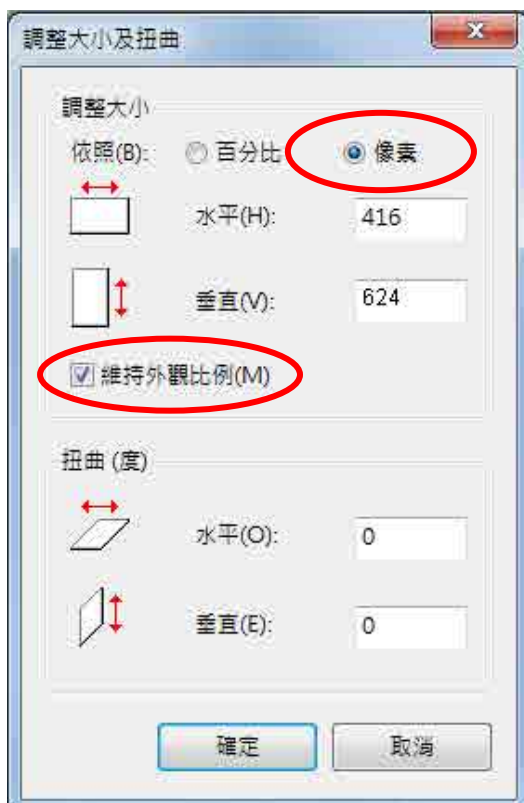 調整大小及扭曲
調整大小
依照(B): 百分比 像素
水平(H): 416
垂直(V): 624
維持外觀比例(M)
扭曲 (度)
水平(O): 0
垂直(E): 0
確定 取消